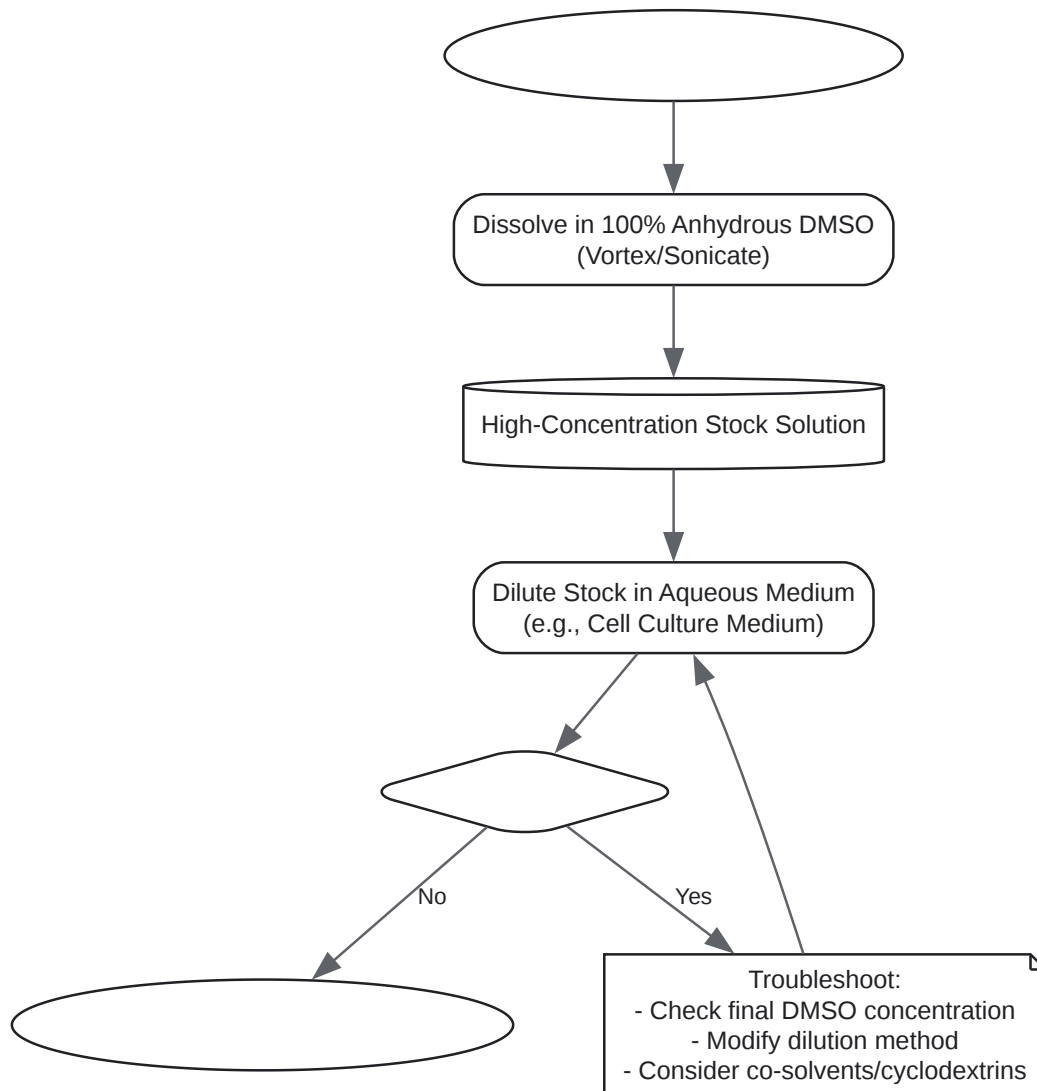 Dissolve in 100% Anhydrous DMSO
(Vortex/Sonicate)
High-Concentration Stock Solution
Dilute Stock in Aqueous Medium
(e.g., Cell Culture Medium)
No
Yes
Troubleshoot:
- Check final DMSO concentration
- Modify dilution method
- Consider co-solvents/cyclodextrins